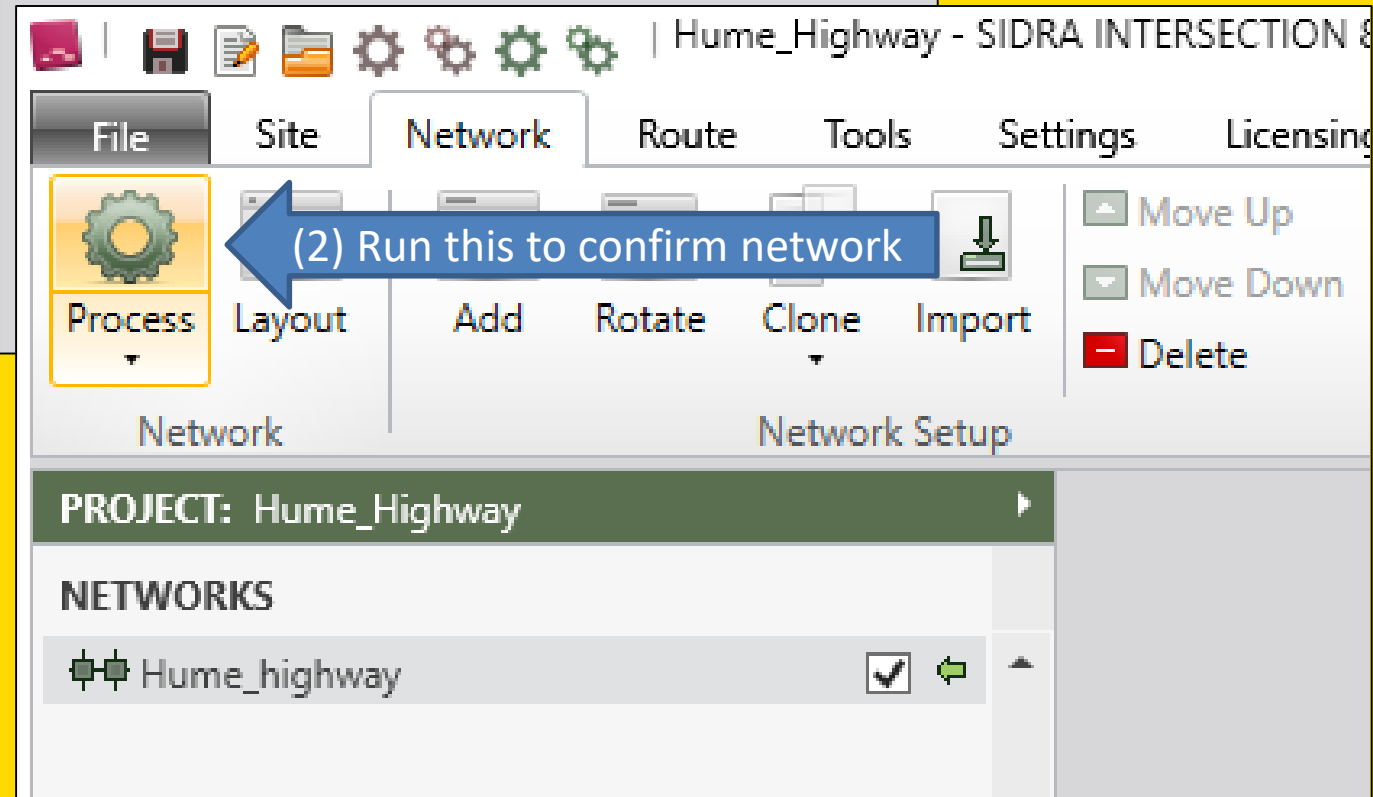 Hume_Highway - SIDRA INTERSECTION &
File Site Network Route Tools Settings Licensing
(2) Run this to confirm network
Process Layout Add Rotate Clone Import
Move Up
Move Down
Delete
Network Network Setup
PROJECT: Hume_Highway
NETWORKS
Hume_highway